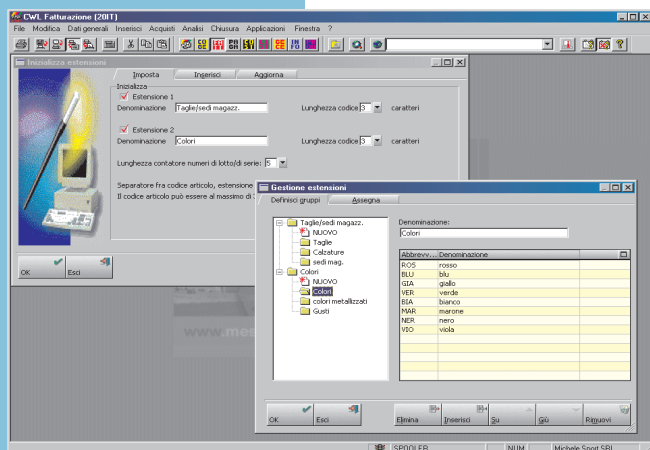 CWL Fatturazione (20IT)
File Modifica Dati generali Inserisci Acquisti Analisi Chiusura Applicazioni Finestra ?
Inizializza estensioni
Imposta Ingerisci Aggiorna
Inizializza
Estensione 1
Denominazione Taglie/sedi magazz. Lunghezza codice 3 caratteri
Estensione 2
Denominazione Colori Lunghezza codice 3 caratteri
Lunghezza contatore numeri di lotto/di serie: 5
Separatore fra codice articolo, estensione
Il codice articolo può essere al massimo di
OK Esci
www.mes
Gestione estensioni
Definisci gruppi Assegna
Taglie/sedi magazz.
NUOVO
Taglie
Calzature
sedi mag.
Colori
NUOVO
Colori
colori metallizzati
Gusti
Denominazione:
Colori
Abbrevv... Denominazione
ROS rosso
BLU blu
GIA giallo
VER verde
BIA bianco
MAR marone
NER nero
VIO viola
OK Esci Elimina Inserisci Su Giù Rimuovi
SPOOLER NUM Michele Sport SRL